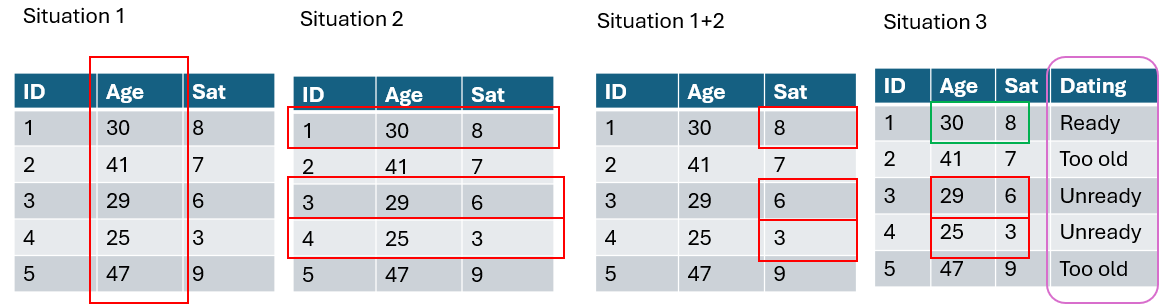 Situation 1
ID Age Sat
1 30 8
2 41 7
3 29 6
4 25 3
5 47 9
Situation 2
ID Age Sat
1 30 8
2 41 7
3 29 6
4 25 3
5 47 9
Situation 1+2
ID Age Sat
1 30 8
2 41 7
3 29 6
4 25 3
5 47 9
Situation 3
ID Age Sat Dating
1 30 8 Ready
2 41 7 Too old
3 29 6 Unready
4 25 3 Unready
5 47 9 Too old